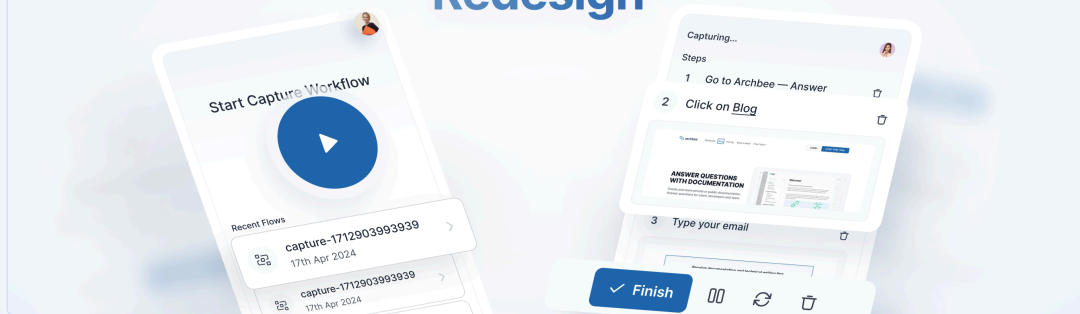 Redesign
Start Capture Workflow
Recent Flows
capture-1712903993939
17th Apr 2024
capture-1712903993939
17th Apr 2024
Capturing...
Steps
1 Go to Archbee — Answer
2 Click on Blog
archbee
ANSWER QUESTIONS
WITH DOCUMENTATION
3 Type your email
Finish